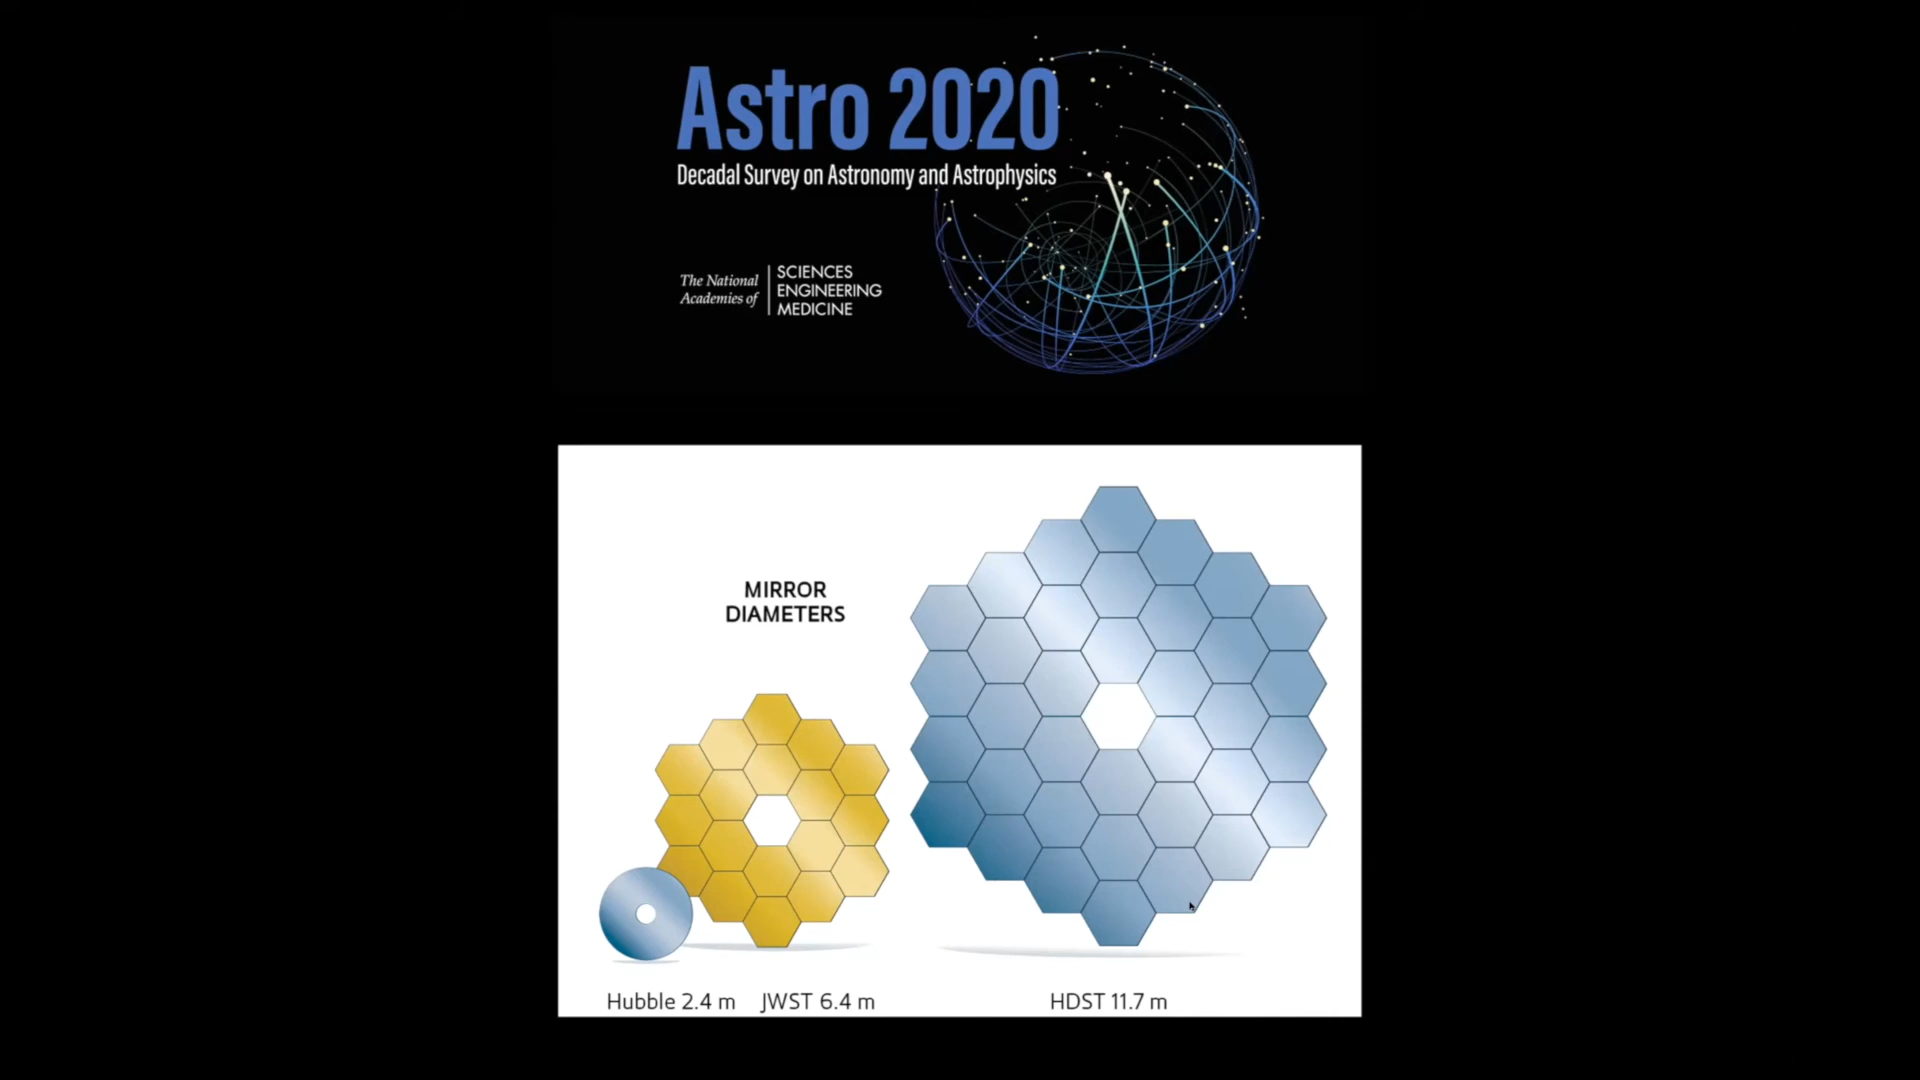 Astro 2020
Decadal Survey on Astronomy and Astrophysics
The National
Academies of
SCIENCES
ENGINEERING
MEDICINE
MIRROR
DIAMETERS
Hubble 2.4 m
JWST 6.4 m
HDST 11.7 m